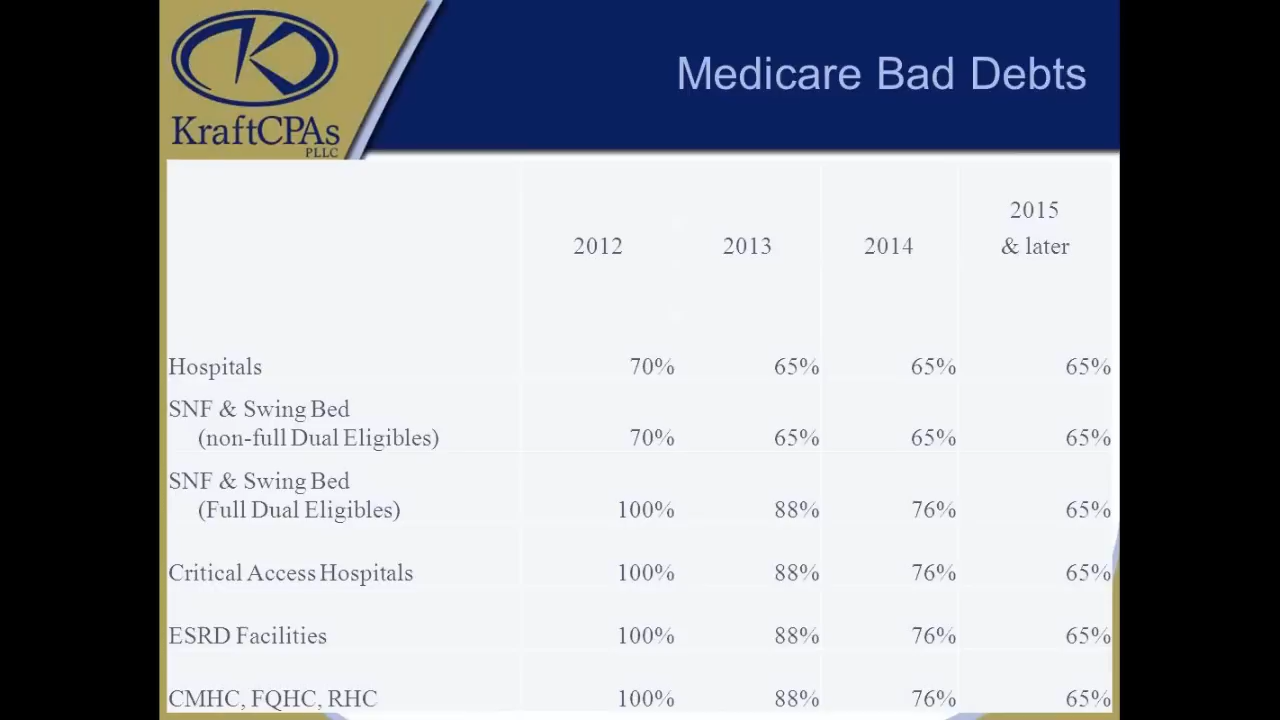 KraftCPAs
PLLC
Medicare Bad Debts
2012 2013 2014 2015
& later
Hospitals 70% 65% 65% 65%
SNF & Swing Bed
(non-full Dual Eligibles) 70% 65% 65% 65%
SNF & Swing Bed
(Full Dual Eligibles) 100% 88% 76% 65%
Critical Access Hospitals 100% 88% 76% 65%
ESRD Facilities 100% 88% 76% 65%
CMHC, FQHC, RHC 100% 88% 76% 65%